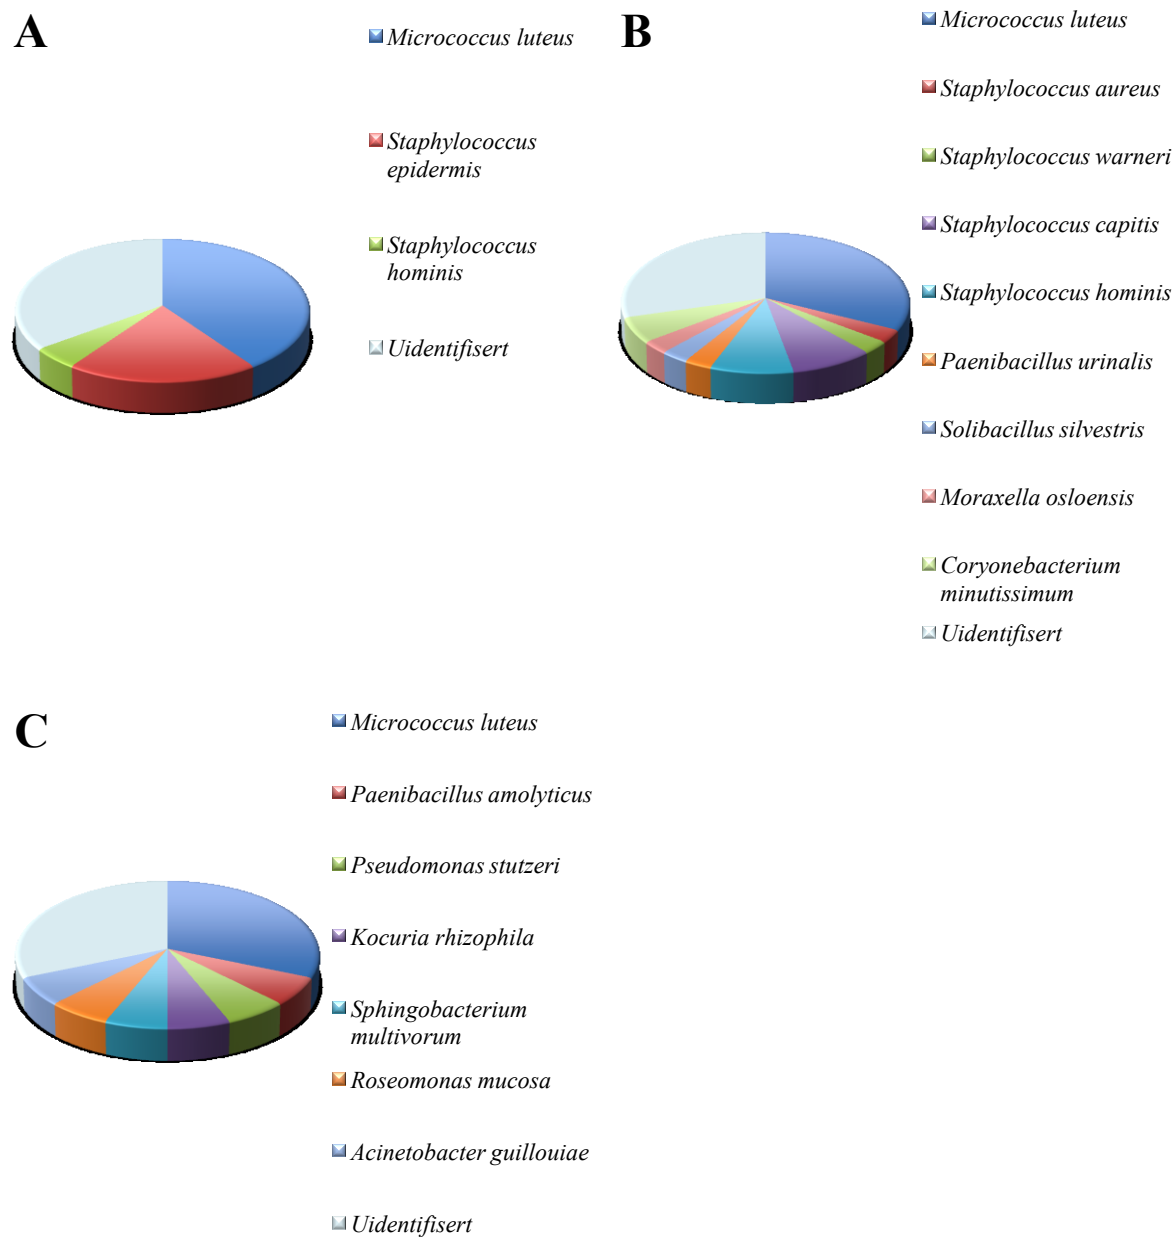 A
Micrococcus luteus
Staphylococcus
epidermis
Staphylococcus
hominis
Uidentifisert
B
Micrococcus luteus
Staphylococcus aureus
Staphylococcus warneri
Staphylococcus capitis
Staphylococcus hominis
Paenibacillus urinalis
Solibacillus silvestris
Moraxella osloensis
Coryonebacterium
minutissimum
Uidentifisert
C
Micrococcus luteus
Paenibacillus amolyticus
Pseudomonas stutzeri
Kocuria rhizophila
Sphingobacterium
multivorum
Roseomonas mucosa
Acinetobacter guillouiae
Uidentifisert